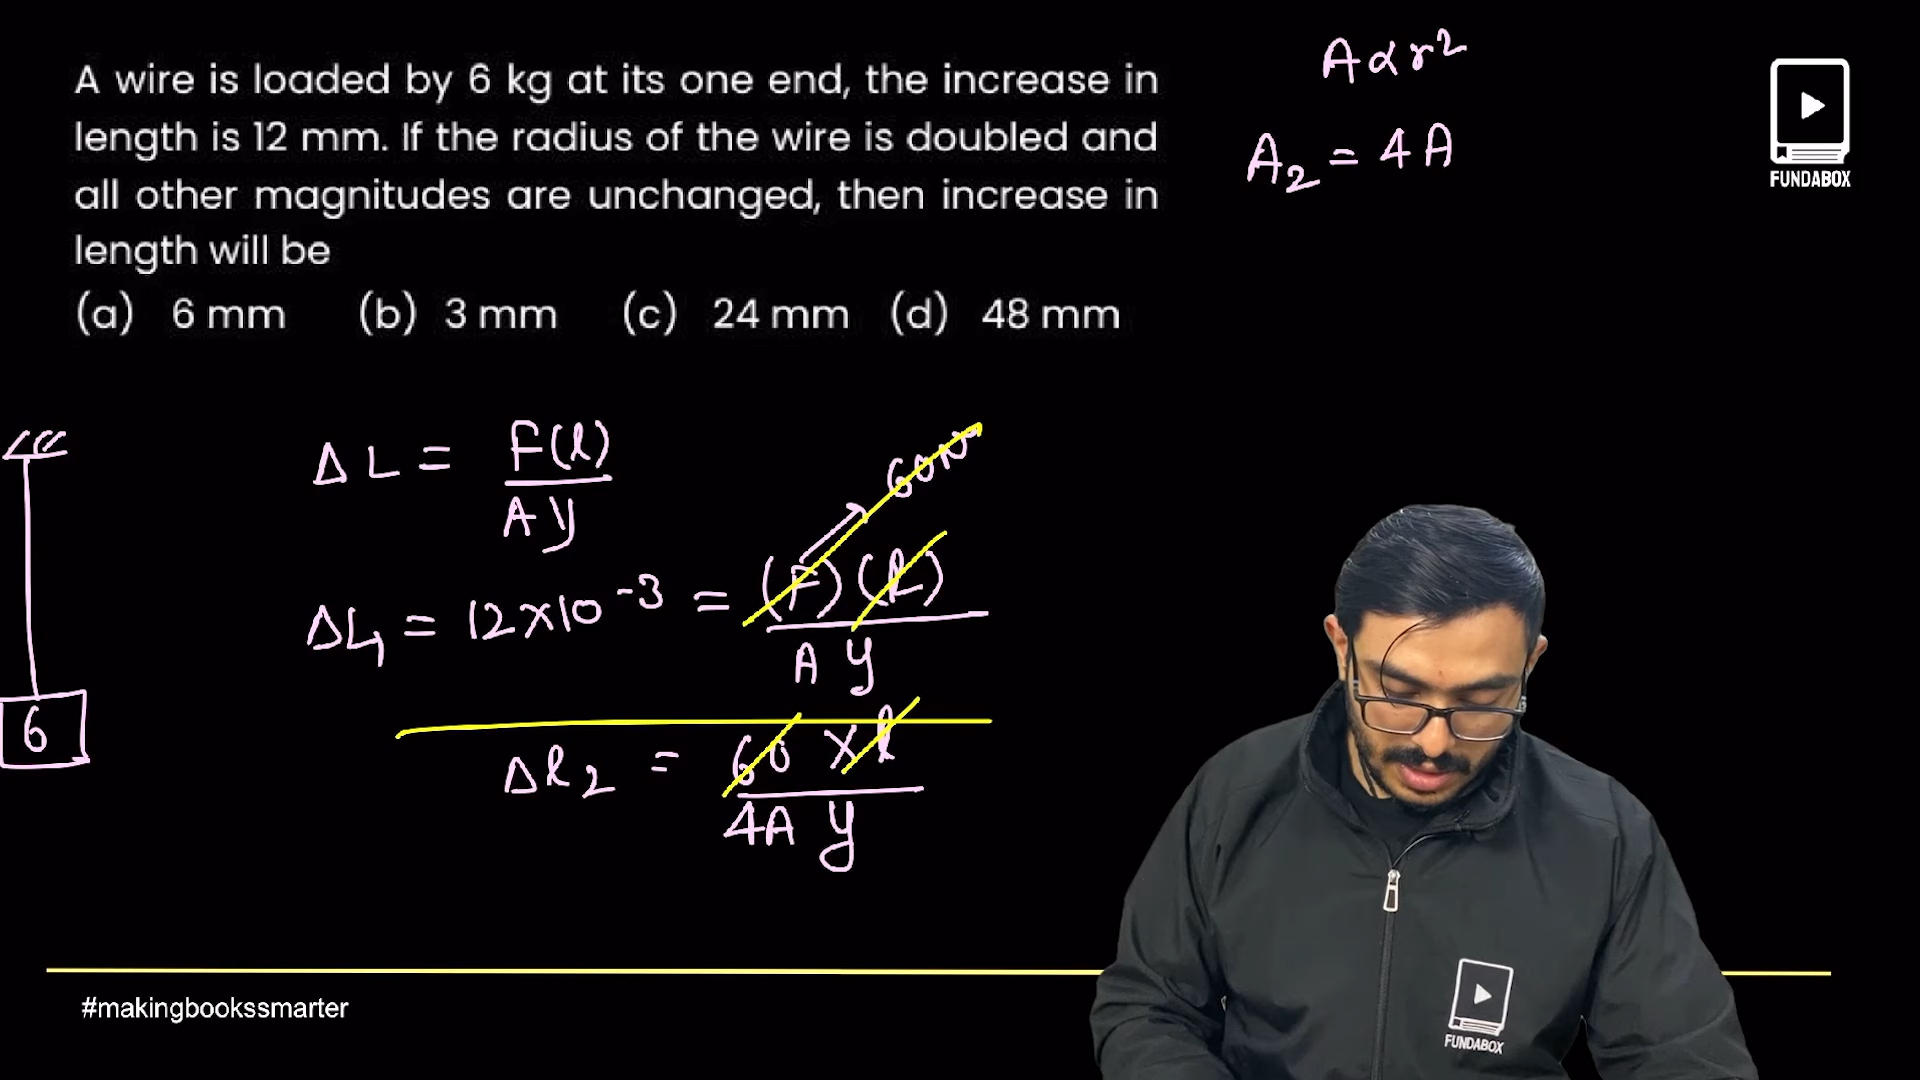 A wire is loaded by 6 kg at its one end, the increase in
length is 12 mm. If the radius of the wire is doubled and
all other magnitudes are unchanged, then increase in
length will be
(a) 6 mm (b) 3 mm (c) 24 mm (d) 48 mm
A ∝ r²
A₂ = 4A
FUNDABOX
ΔL = F(l)
AY
60N
ΔL₁ = 12×10⁻³ = (F)(l)
A Y
6
Δl₂ = 60 × l
4A Y
#makingbookssmarter
FUNDABOX